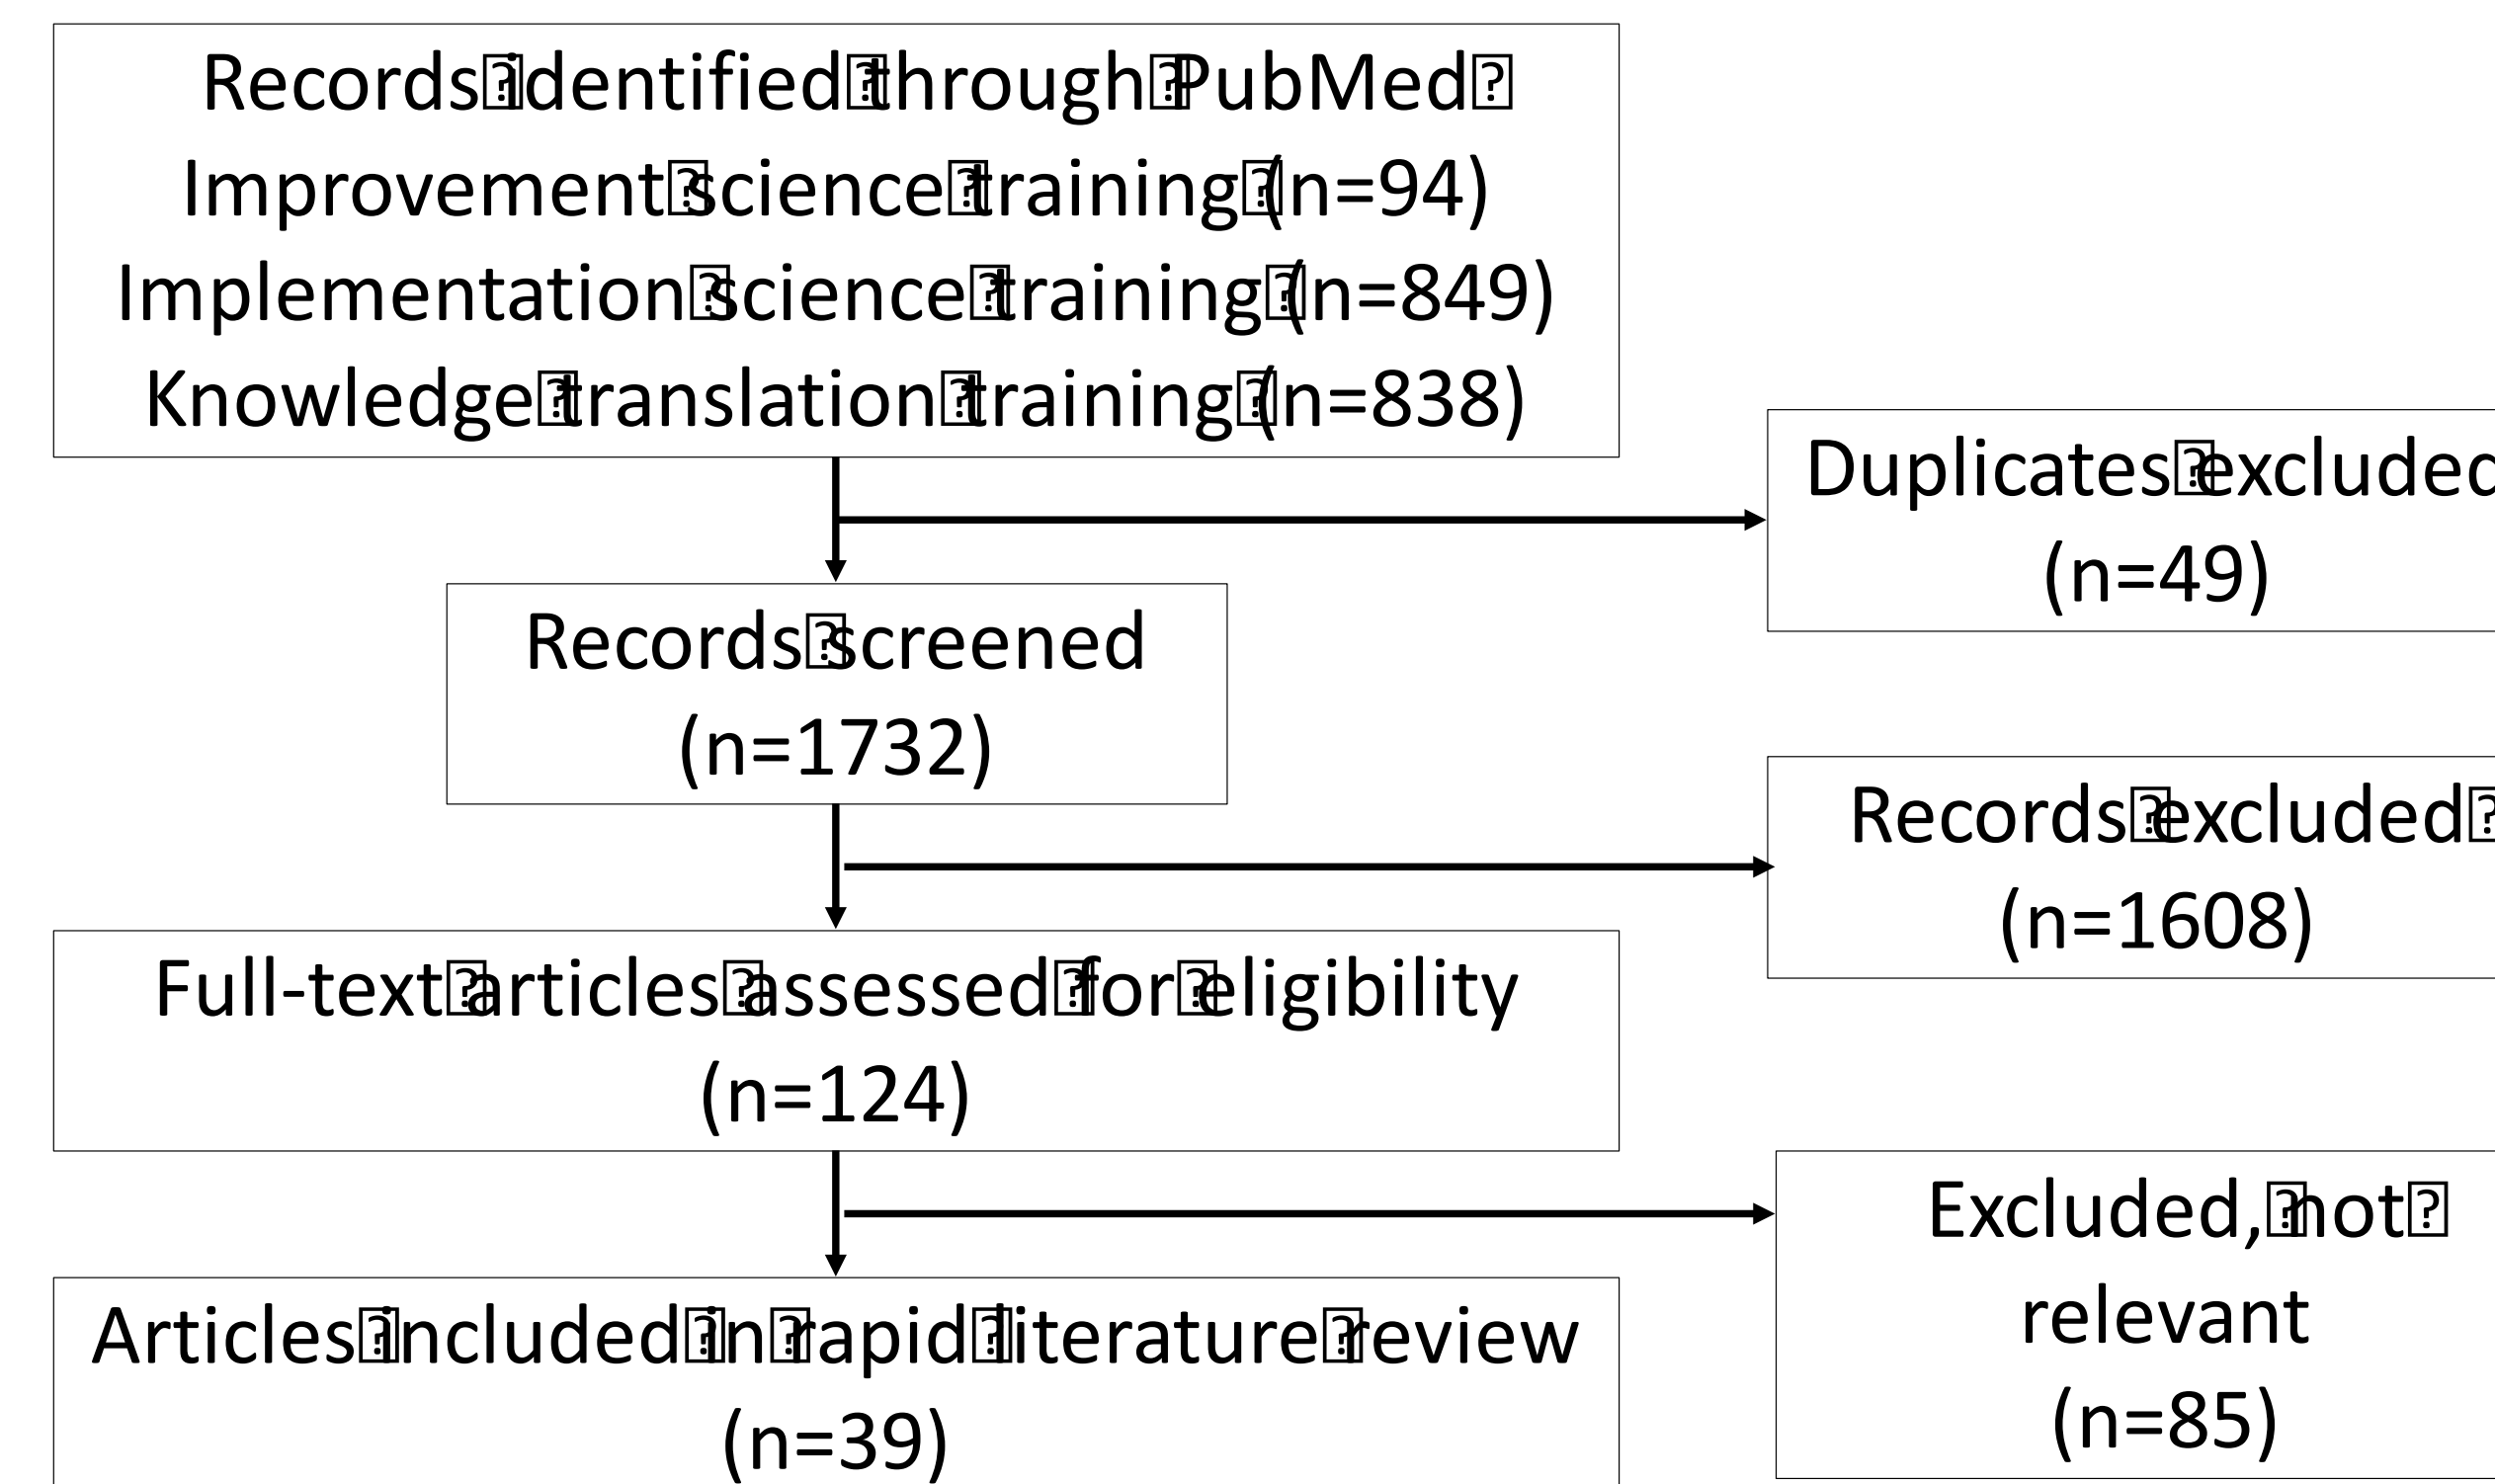 Records identified through PubMed
Improvement science training (n=94)
Implementation science training (n=849)
Knowledge translation training (n=838)
Duplicates excluded
(n=49)
Records screened
(n=1732)
Records excluded
(n=1608)
Full-text articles assessed for eligibility
(n=124)
Excluded, not
relevant
(n=85)
Articles included in rapid literature review
(n=39)